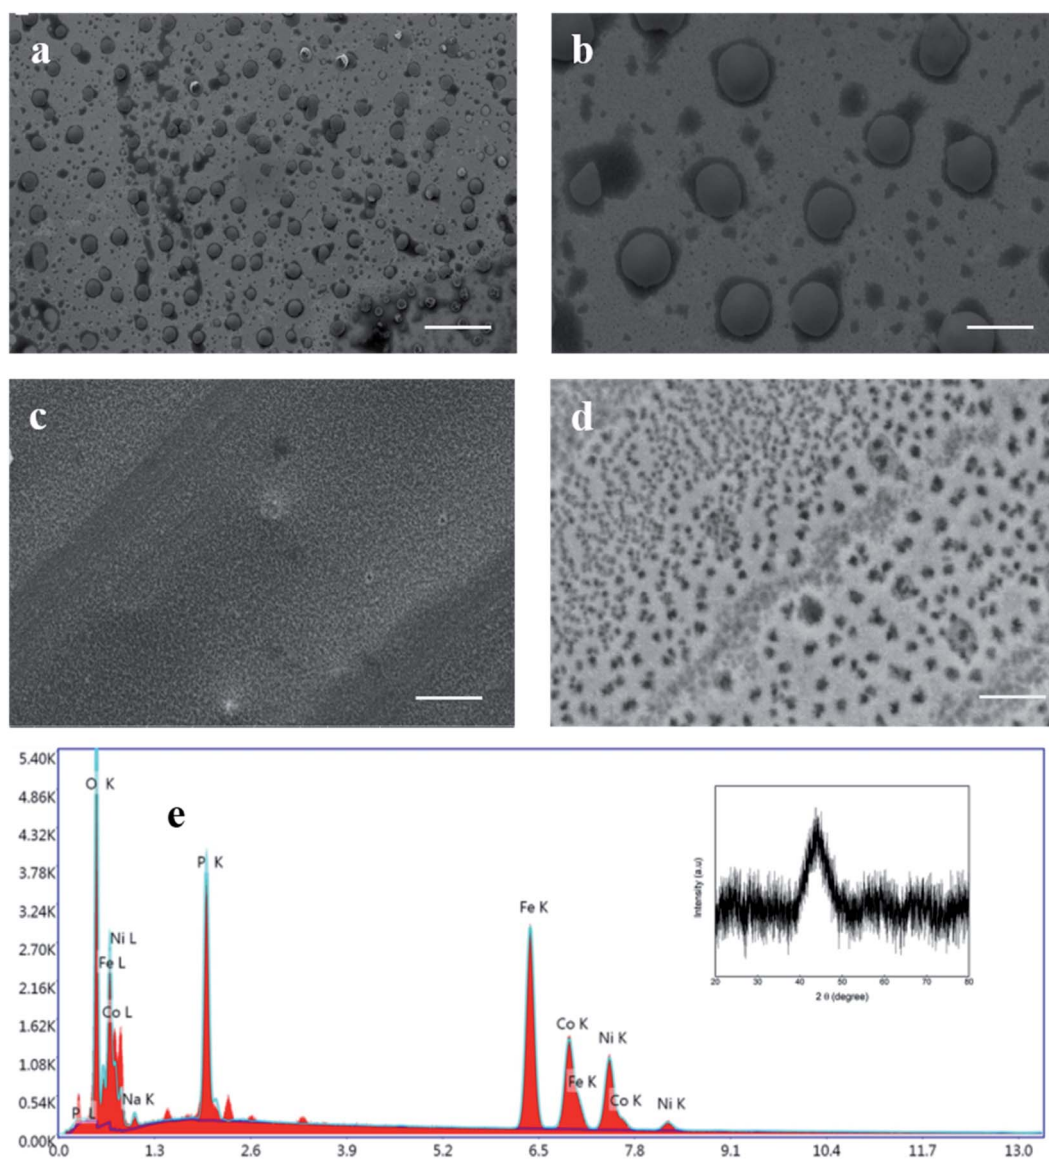 a
b
c
d
e
5.40K
4.86K
4.32K
3.78K
3.24K
2.70K
2.16K
1.62K
1.08K
0.54K
0.00K
O K
P K
Ni L
Fe L
Co L
P L
Na K
Fe K
Co K
Fe K
Ni K
Co K
Ni K
0.0 1.3 2.6 3.9 5.2 6.5 7.8 9.1 10.4 11.7 13.0
Intensity (a.u)
20 30 40 50 60 70 80
2 θ (degree)